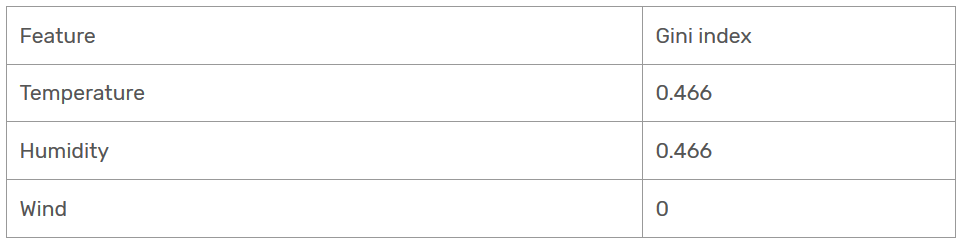 Feature Gini index
Temperature 0.466
Humidity 0.466
Wind 0